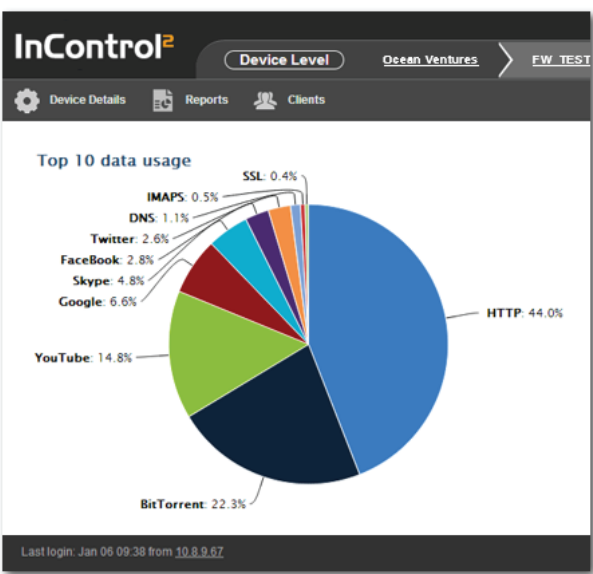 InControl²
Device Level
Ocean Ventures
FW TEST
Device Details
Reports
Clients
Top 10 data usage
SSL: 0.4%
IMAPS: 0.5%
DNS: 1.1%
Twitter: 2.6%
FaceBook: 2.8%
Skype: 4.8%
Google: 6.6%
HTTP: 44.0%
YouTube: 14.8%
BitTorrent: 22.3%
Last login: Jan 06 09:38 from 10.8.9.67